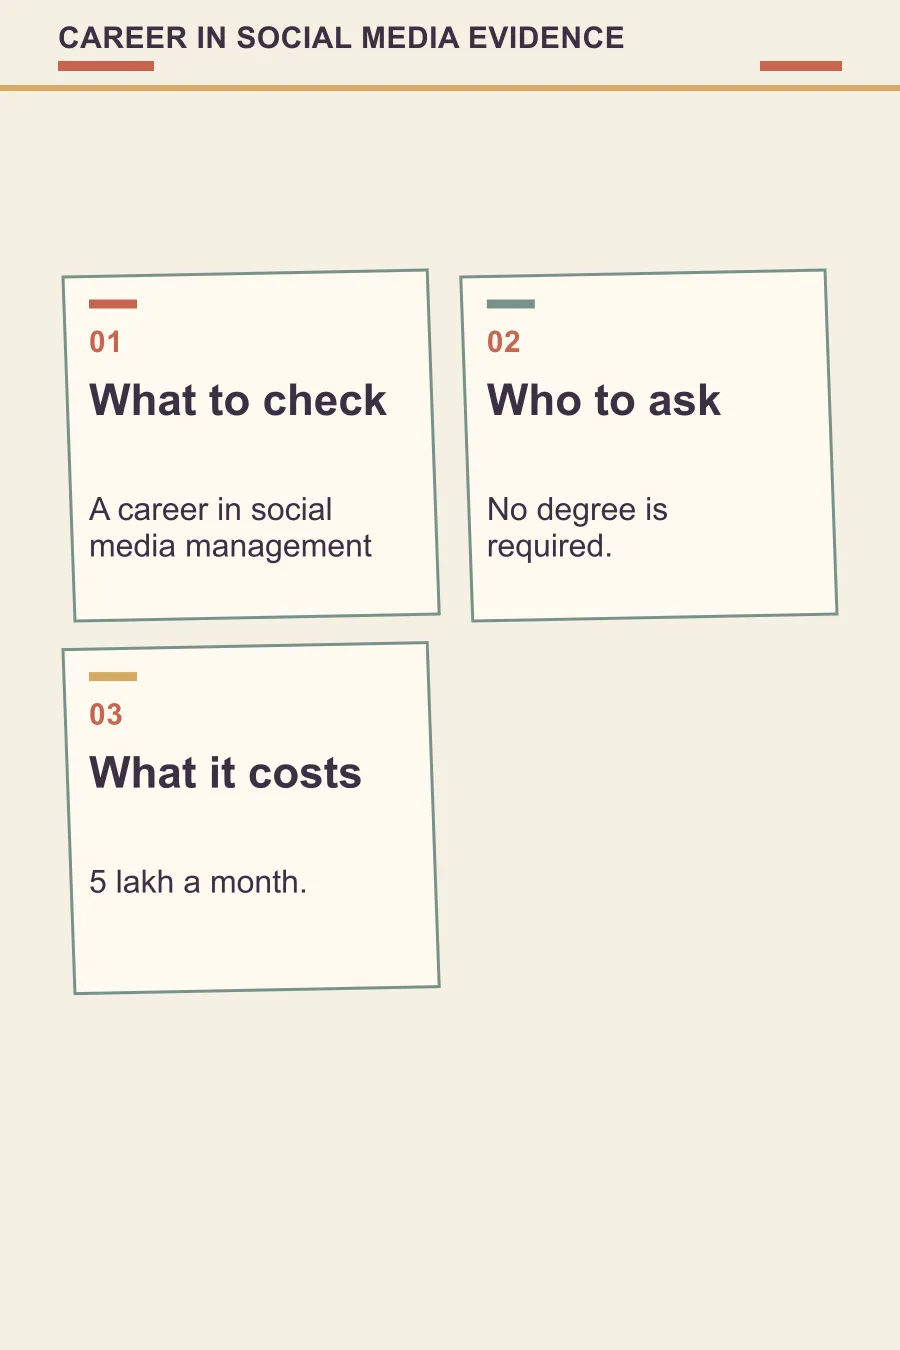 CAREER IN SOCIAL MEDIA EVIDENCE
01
What to check
A career in social
media management
02
Who to ask
No degree is
required.
03
What it costs
5 lakh a month.